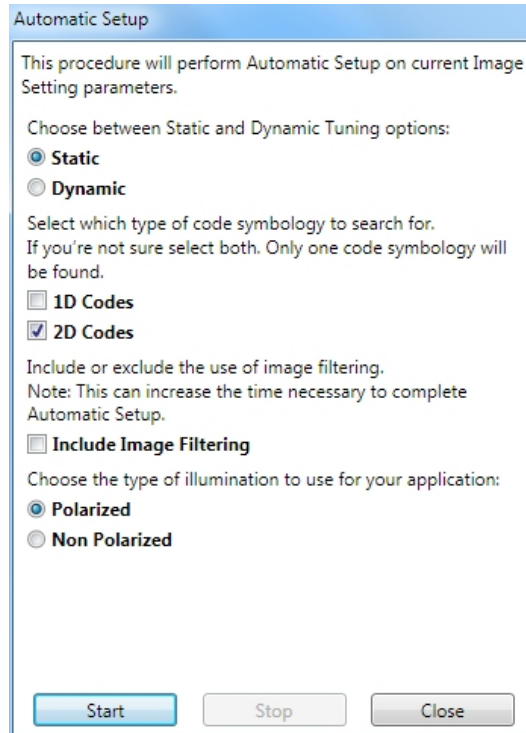 Automatic Setup
This procedure will perform Automatic Setup on current Image
Setting parameters.
Choose between Static and Dynamic Tuning options:
Static
Dynamic
Select which type of code symbology to search for.
If you're not sure select both. Only one code symbology will
be found.
1D Codes
2D Codes
Include or exclude the use of image filtering.
Note: This can increase the time necessary to complete
Automatic Setup.
Include Image Filtering
Choose the type of illumination to use for your application:
Polarized
Non Polarized
Start Stop Close